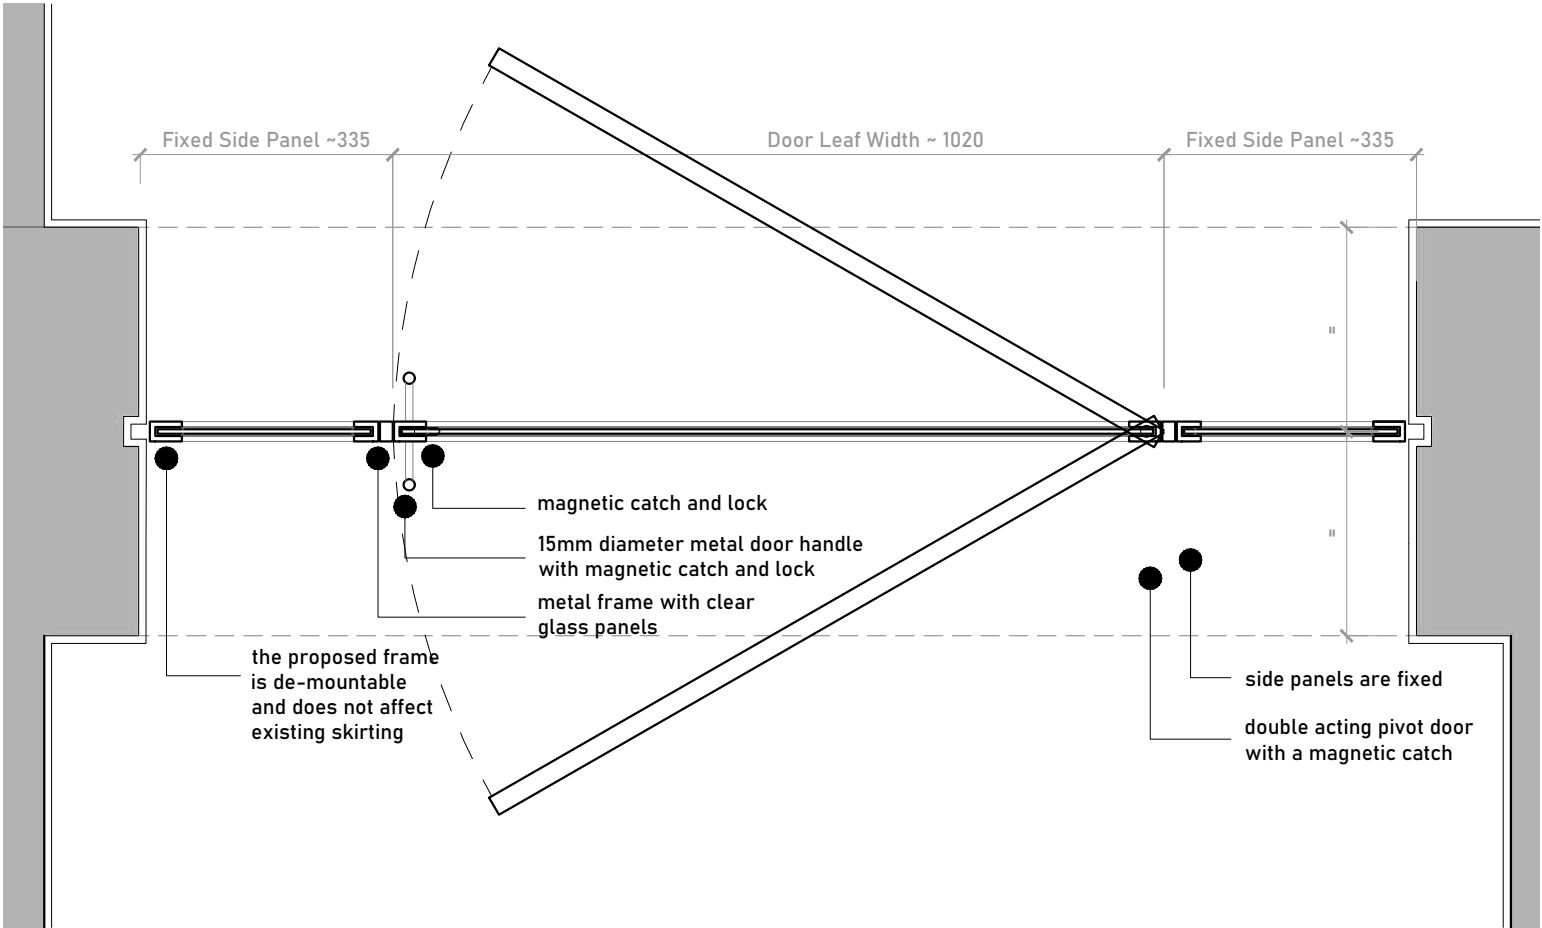 Fixed Side Panel ~335
Door Leaf Width ~ 1020
Fixed Side Panel ~335
"
magnetic catch and lock
"
15mm diameter metal door handle
with magnetic catch and lock
metal frame with clear
glass panels
the proposed frame
is de-mountable
and does not affect
existing skirting
side panels are fixed
double acting pivot door
with a magnetic catch